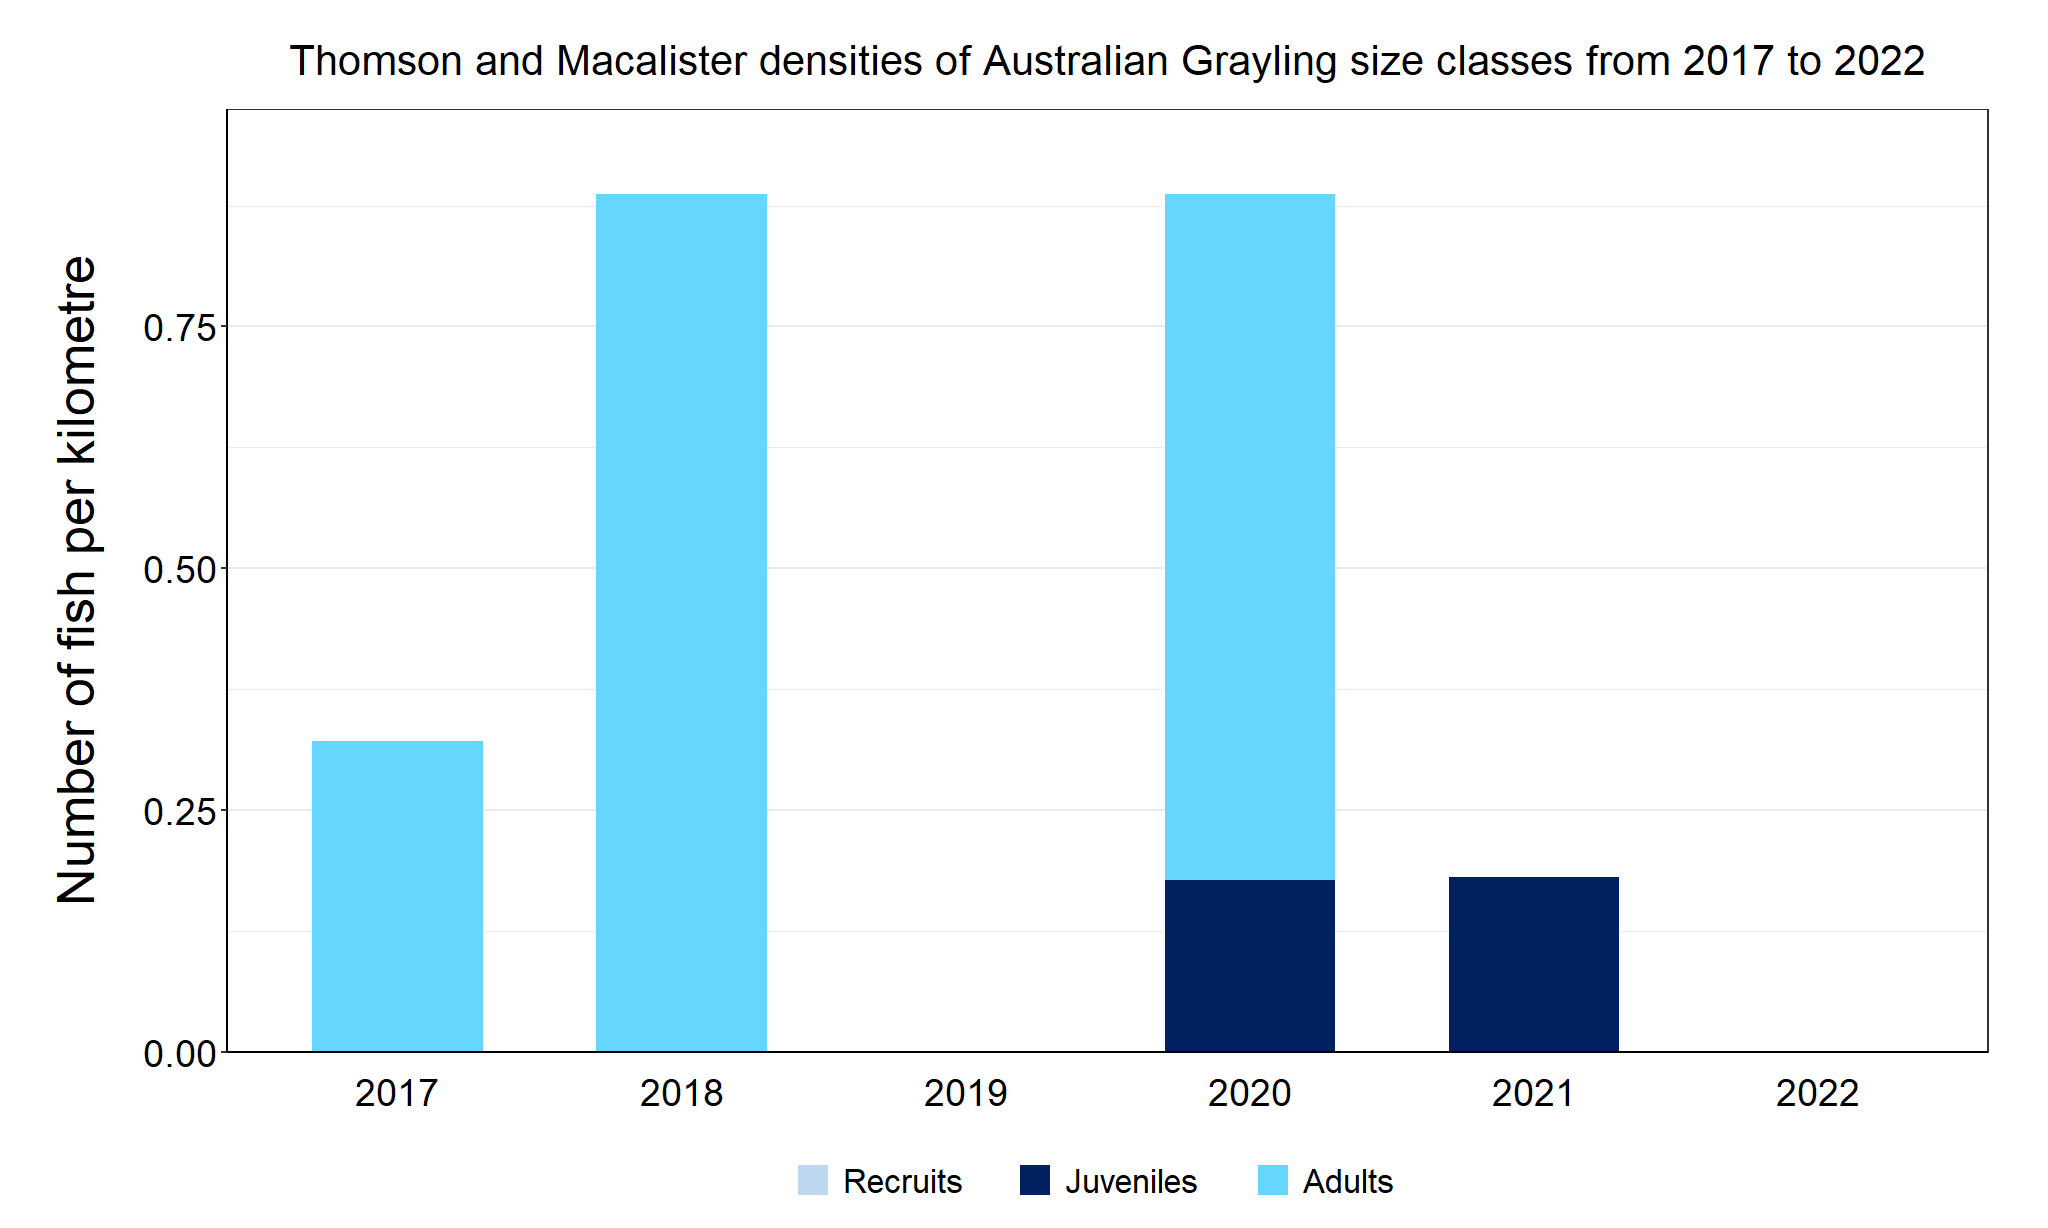 Thomson and Macalister densities of Australian Grayling size classes from 2017 to 2022
Number of fish per kilometre
0.75
0.50
0.25
0.00
2017 2018 2019 2020 2021 2022
Recruits Juveniles Adults